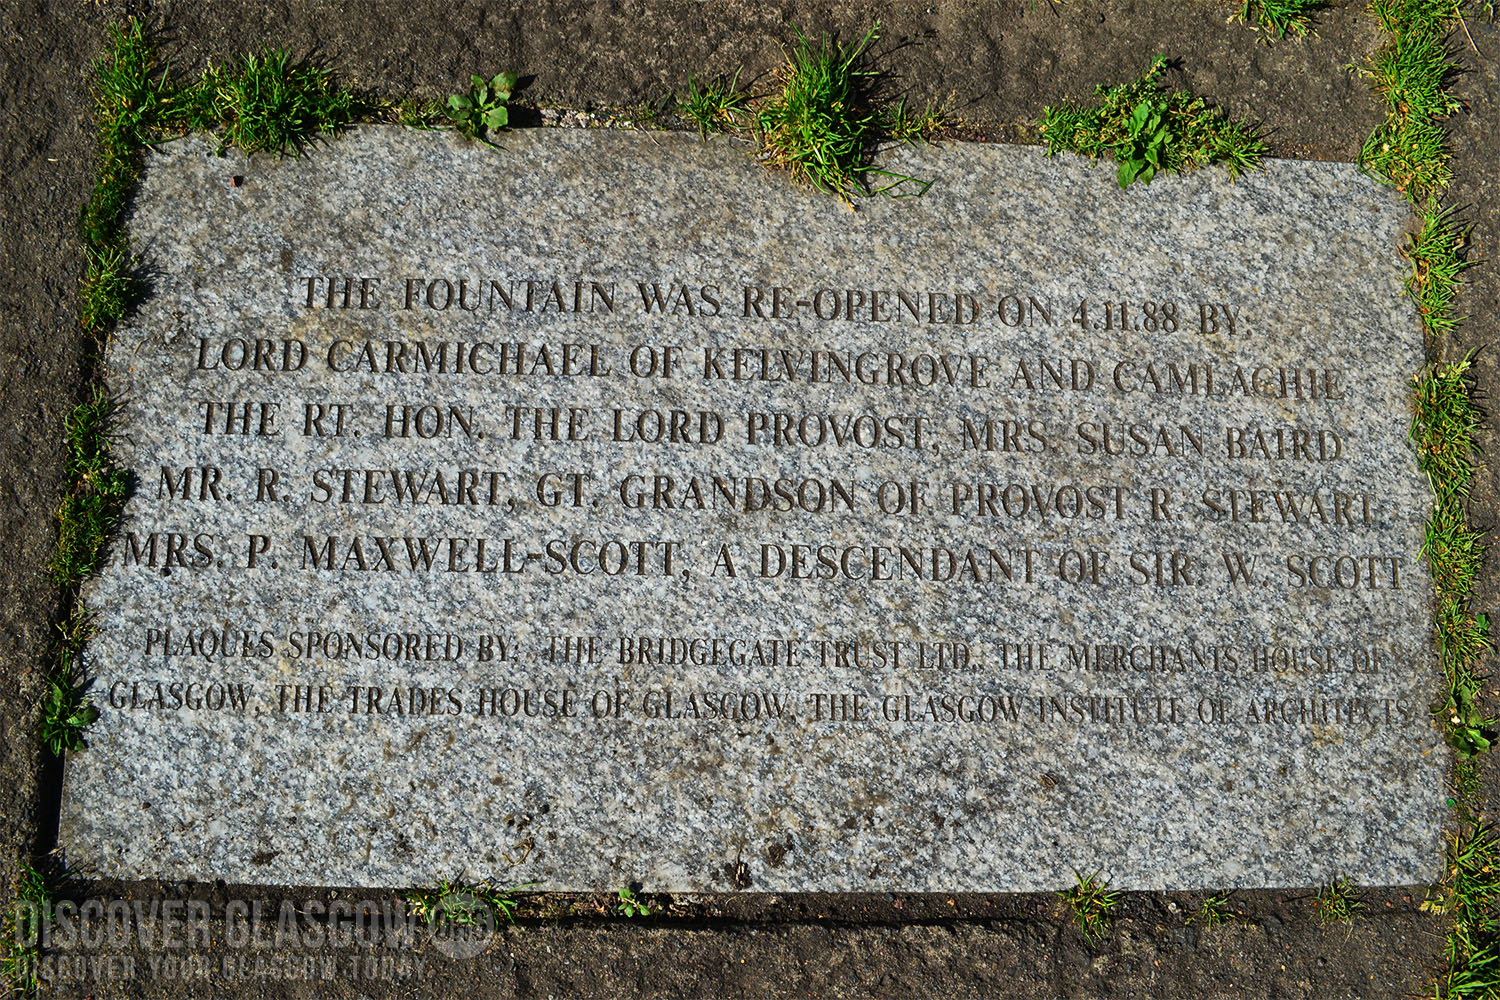 THE FOUNTAIN WAS RE-OPENED ON 4.11.88 BY:
LORD CARMICHAEL OF KELVINGROVE AND CAMLACHIE
THE RT. HON. THE LORD PROVOST, MRS. SUSAN BAIRD
MR. R. STEWART, GT. GRANDSON OF PROVOST R. STEWART
MRS. P. MAXWELL-SCOTT, A DESCENDANT OF SIR. W. SCOTT
PLAQUES SPONSORED BY; THE BRIDGEGATE TRUST LTD., THE MERCHANTS HOUSE OF
GLASGOW, THE TRADES HOUSE OF GLASGOW, THE GLASGOW INSTITUTE OF ARCHITECTS
DISCOVER GLASGOW ORG
DISCOVER YOUR GLASGOW TODAY